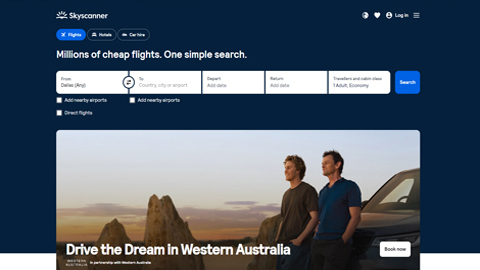 Skyscanner
Log in
Flights
Hotels
Car hire
Millions of cheap flights. One simple search.
From
Dallas (Any)
To
Country, city or airport
Depart
Add date
Return
Add date
Travellers and cabin class
1 Adult, Economy
Search
Add nearby airports
Add nearby airports
Direct flights
Drive the Dream in Western Australia
WESTERN
AUSTRALIA
In partnership with Western Australia
Book now